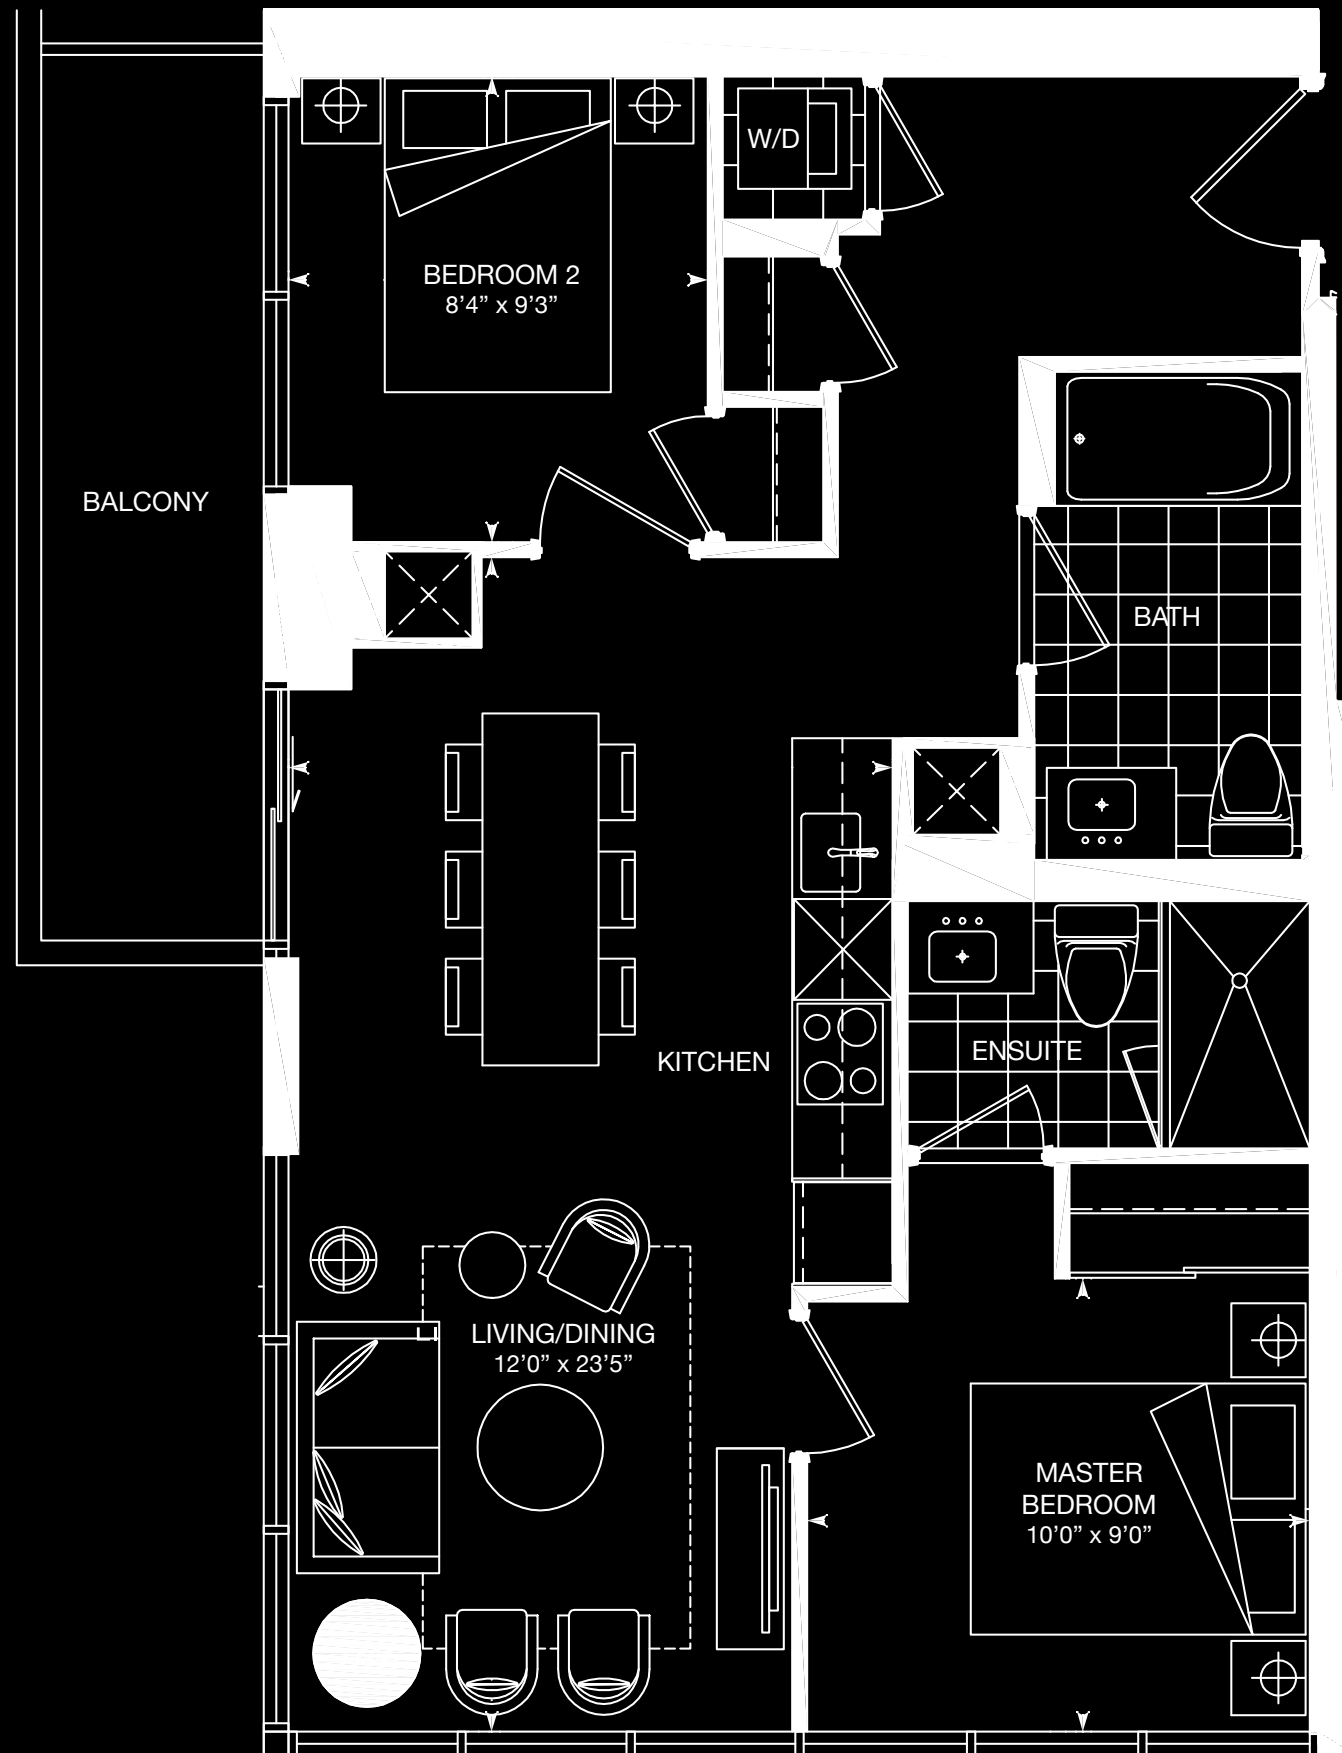 W/D
BEDROOM 2
8’4” x 9’3”
BALCONY
BATH
KITCHEN
ENSUITE
LIVING/DINING
12’0” x 23’5”
MASTER
BEDROOM
10’0” x 9’0”